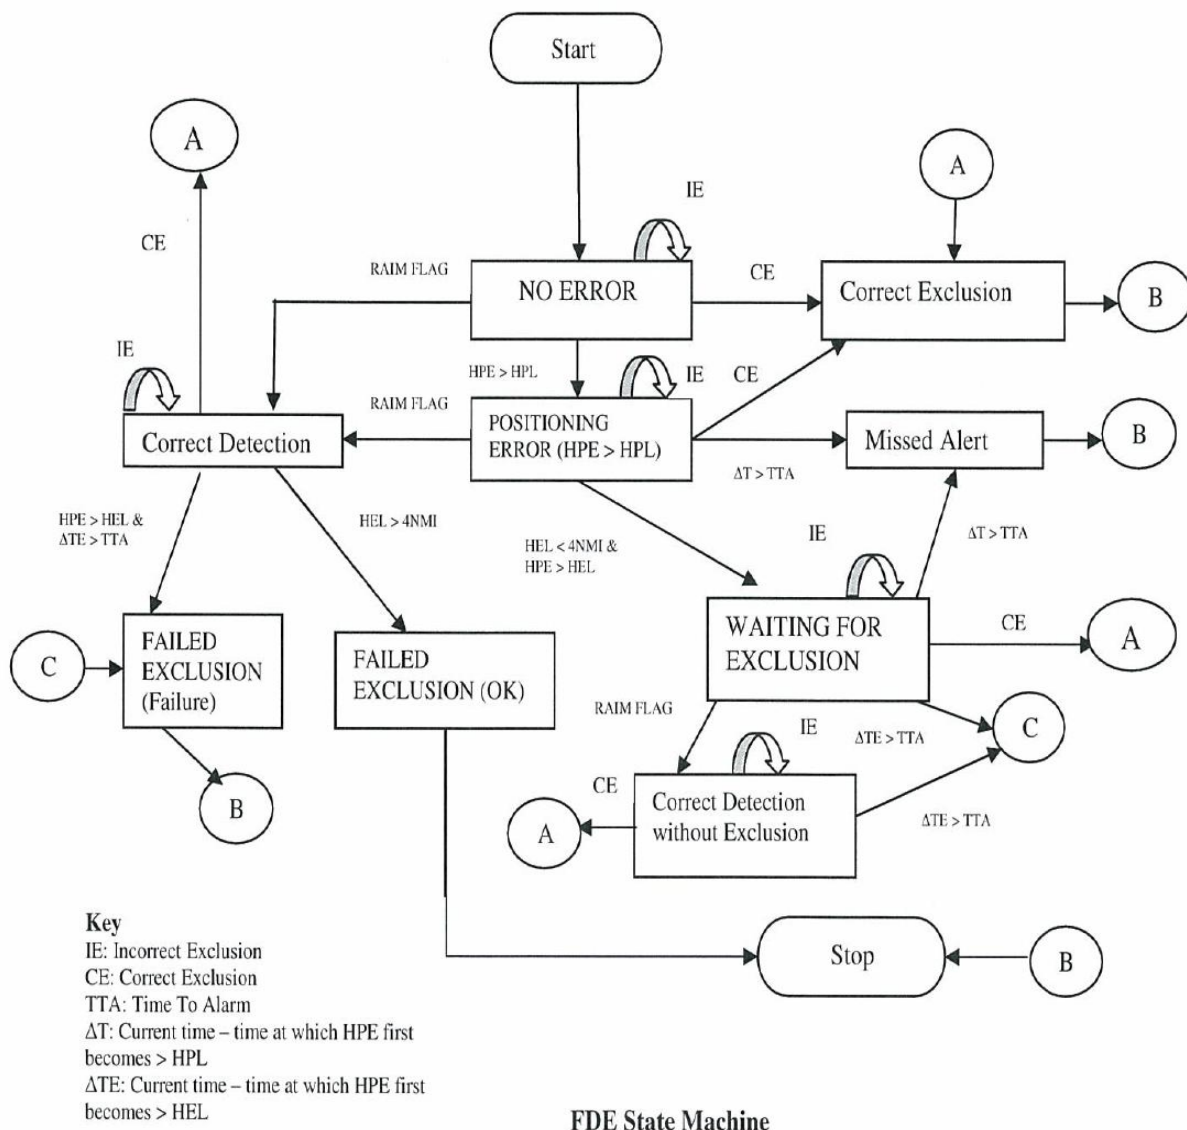 Start
A
A
IE
CE
RAIM FLAG
NO ERROR
CE
Correct Exclusion
B
IE
HPE > HPL
IE
CE
RAIM FLAG
Correct Detection
POSITIONING
ERROR (HPE > HPL)
Missed Alert
B
ΔT > TTA
HPE > HEL &
ΔTE > TTA
HEL > 4NMI
HEL < 4NMI &
HPE > HEL
IE
ΔT > TTA
C
FAILED
EXCLUSION
(Failure)
FAILED
EXCLUSION (OK)
WAITING FOR
EXCLUSION
CE
A
RAIM FLAG
IE
ΔTE > TTA
C
B
CE
A
Correct Detection
without Exclusion
ΔTE > TTA
Key
IE: Incorrect Exclusion
CE: Correct Exclusion
TTA: Time To Alarm
ΔT: Current time – time at which HPE first
becomes > HPL
ΔTE: Current time – time at which HPE first
becomes > HEL
Stop
B
FDE State Machine